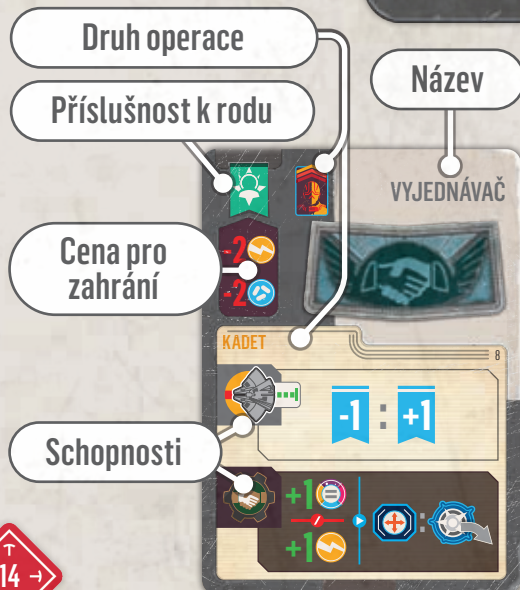 Druh operace
Název
Příslušnost k rodu
VYJEDNÁVAČ
Cena pro
zahrání
-2
-2
KADET
8
-1 : +1
Schopnosti
+1
:
+1
14